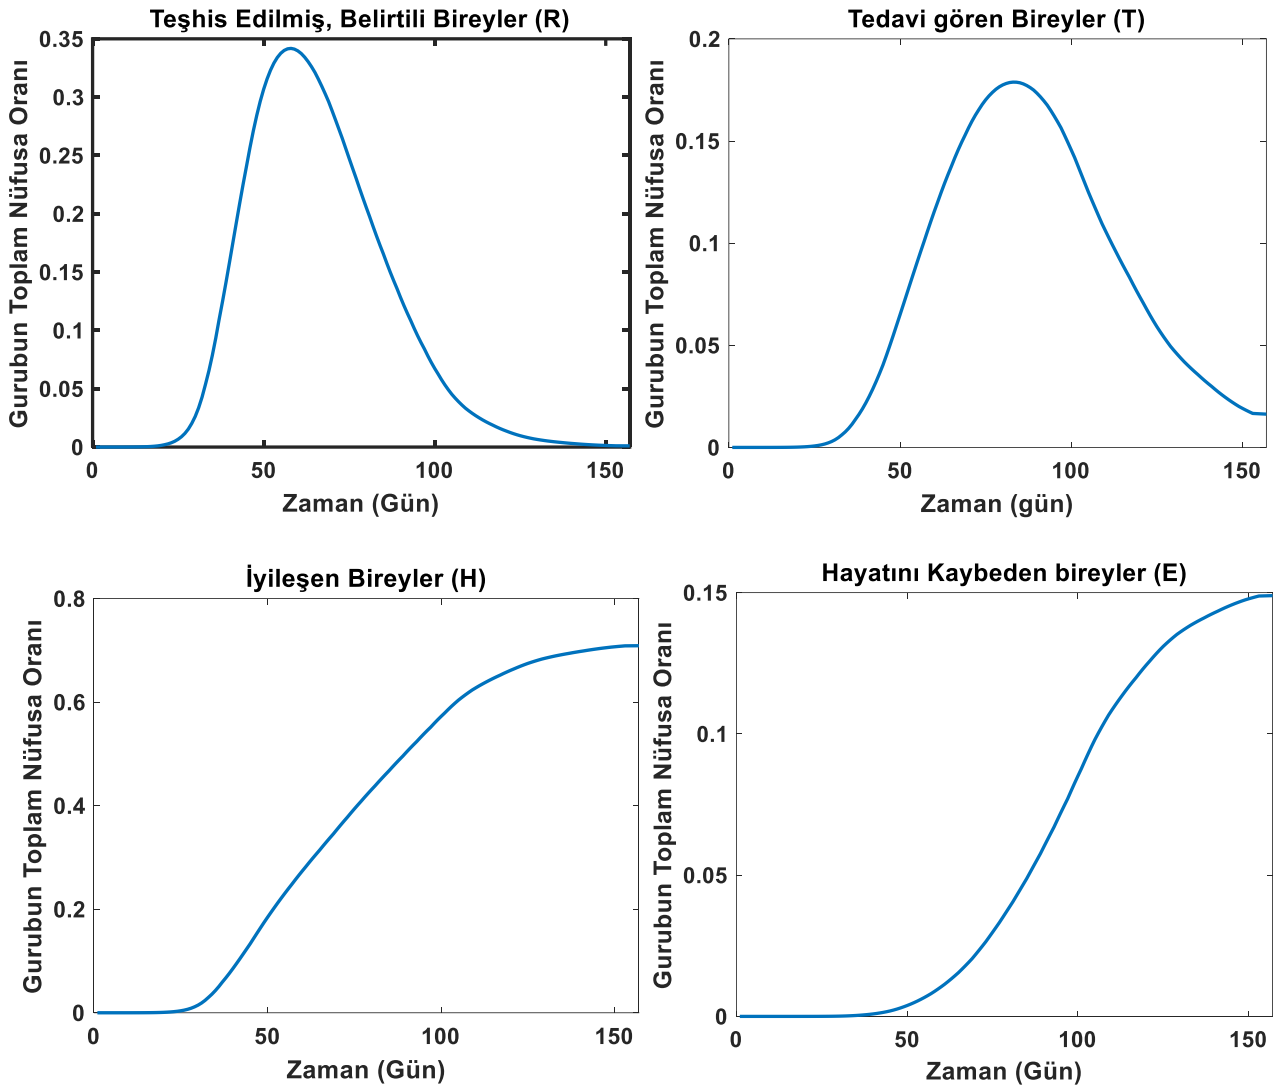 Teşhis Edilmiş, Belirtili Bireyler (R)
Gurubun Toplam Nüfusa Oranı
0.35
0.3
0.25
0.2
0.15
0.1
0.05
0
0 50 100 150
Zaman (Gün)
Tedavi gören Bireyler (T)
Gurubun Toplam Nüfusa Oranı
0.2
0.15
0.1
0.05
0
0 50 100 150
Zaman (gün)
İyileşen Bireyler (H)
Gurubun Toplam Nüfusa Oranı
0.8
0.6
0.4
0.2
0
0 50 100 150
Zaman (Gün)
Hayatını Kaybeden bireyler (E)
Gurubun Toplam Nüfusa Oranı
0.15
0.1
0.05
0
0 50 100 150
Zaman (Gün)